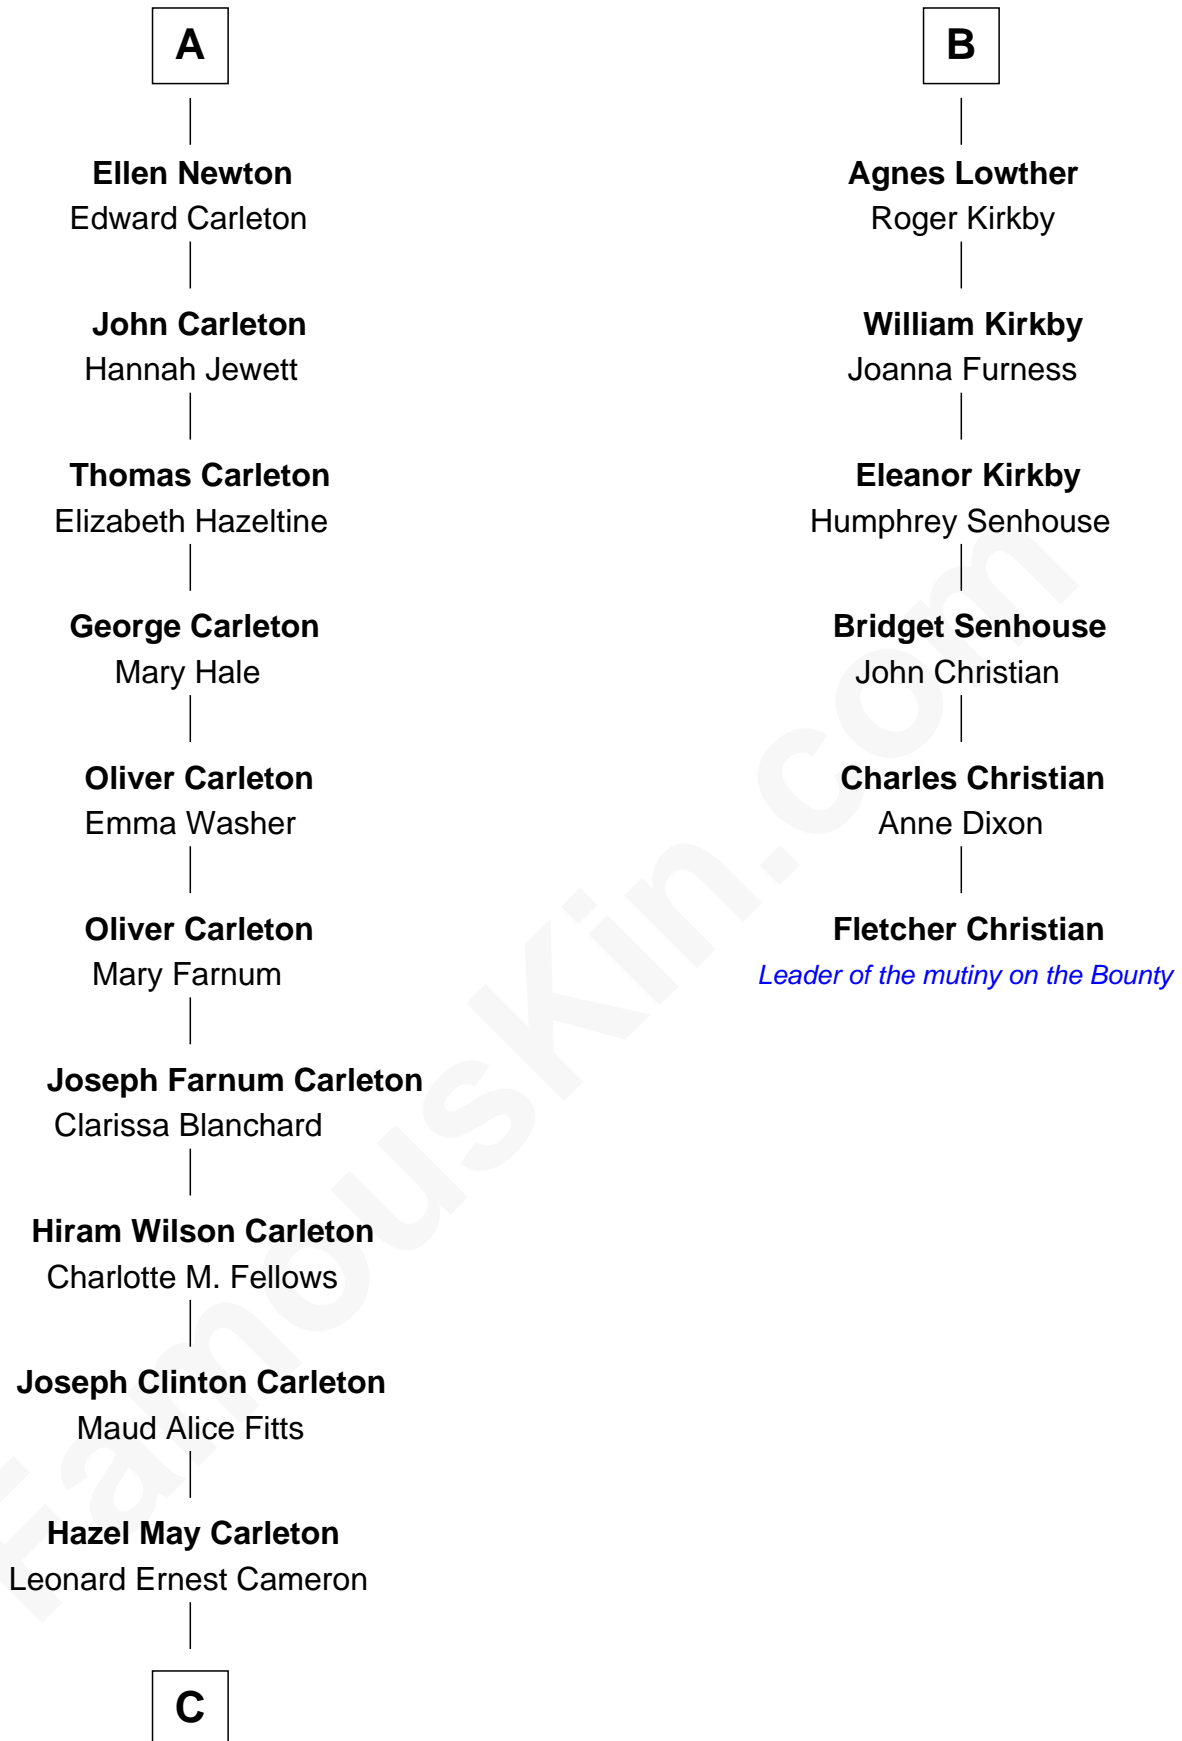 A
Ellen Newton
Edward Carleton
John Carleton
Hannah Jewett
Thomas Carleton
Elizabeth Hazeltine
George Carleton
Mary Hale
Oliver Carleton
Emma Washer
Oliver Carleton
Mary Farnum
Joseph Farnum Carleton
Clarissa Blanchard
Hiram Wilson Carleton
Charlotte M. Fellows
Joseph Clinton Carleton
Maud Alice Fitts
Hazel May Carleton
Leonard Ernest Cameron
C
B
Agnes Lowther
Roger Kirkby
William Kirkby
Joanna Furness
Eleanor Kirkby
Humphrey Senhouse
Bridget Senhouse
John Christian
Charles Christian
Anne Dixon
Fletcher Christian
Leader of the mutiny on the Bounty
FamousKin.com